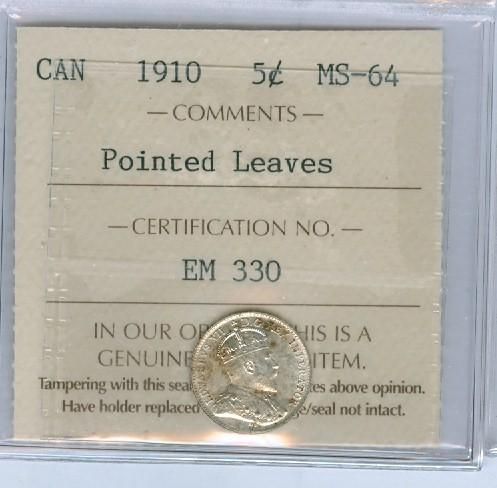 CAN 1910 5¢ MS-64
— COMMENTS —
Pointed Leaves
— CERTIFICATION NO. —
EM 330
IN OUR OP HIS IS A
GENUINE ITEM.
Tampering with this sea es above opinion.
Have holder replaced e/seal not intact.